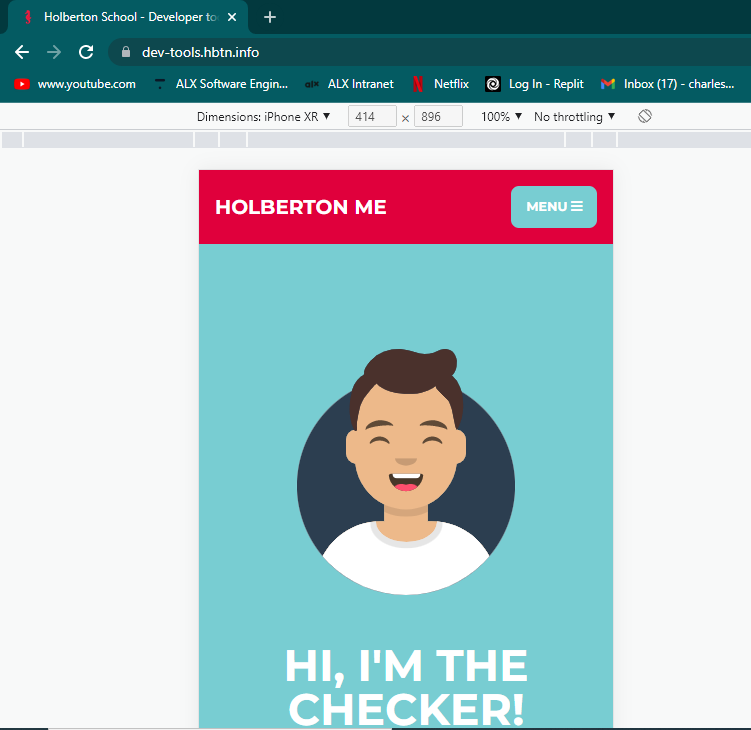 Holberton School - Developer to
dev-tools.hbtn.info
www.youtube.com ALX Software Engin... ALX Intranet Netflix Log In - Replit Inbox (17) - charles...
Dimensions: iPhone XR ▼ 414 × 896 100% ▼ No throttling ▼
HOLBERTON ME MENU
HI, I'M THE
CHECKER!